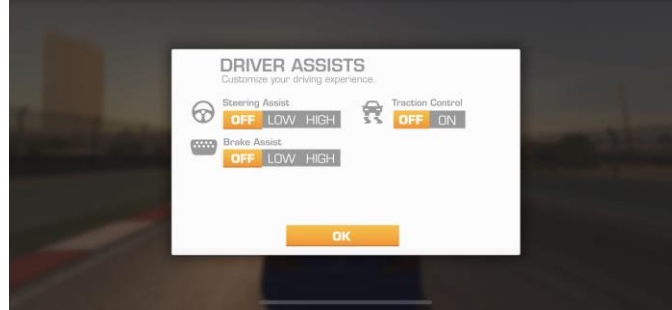 DRIVER ASSISTS
Customize your driving experience.
Steering Assist
OFF LOW HIGH
Traction Control
OFF ON
Brake Assist
OFF LOW HIGH
OK